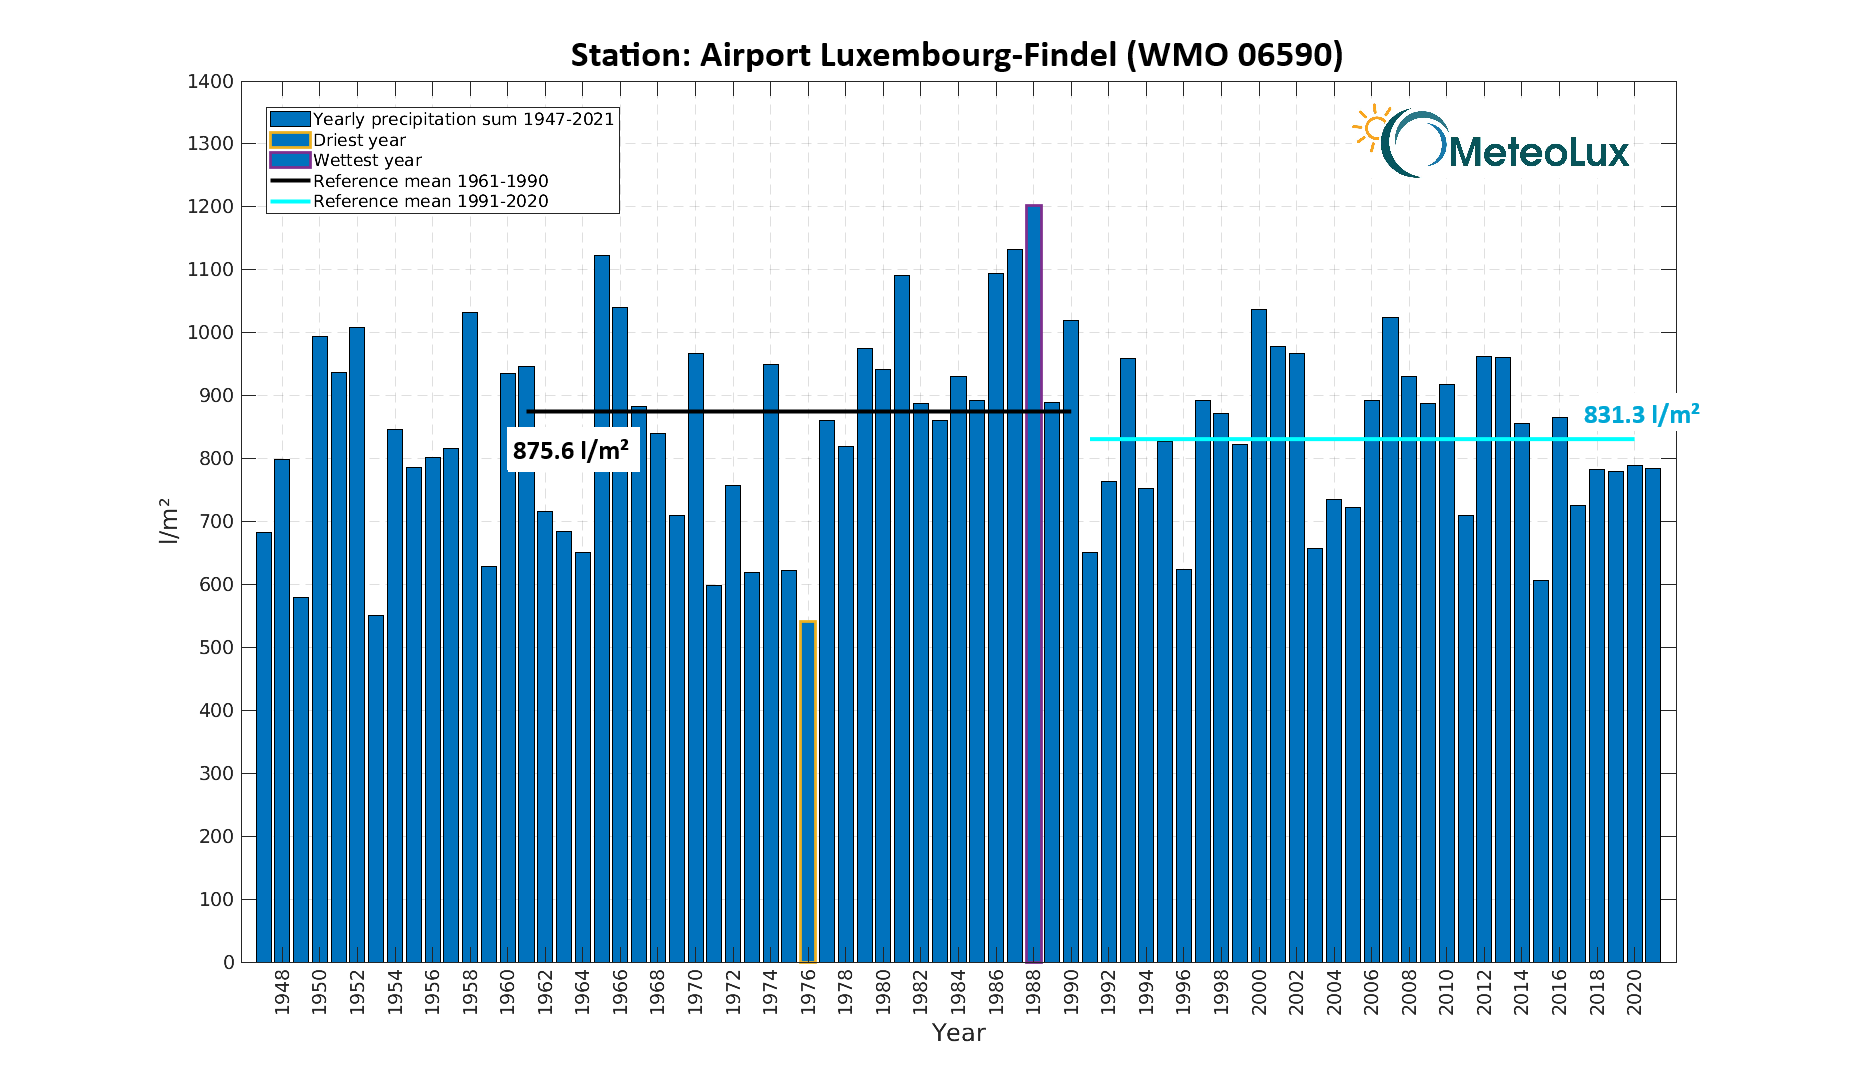 Station: Airport Luxembourg-Findel (WMO 06590)
1400
1300
1200
1100
1000
900
800
700
600
500
400
300
200
100
0
l/m²
Yearly precipitation sum 1947-2021
Driest year
Wettest year
Reference mean 1961-1990
Reference mean 1991-2020
MeteoLux
875.6 l/m²
831.3 l/m²
1948 1950 1952 1954 1956 1958 1960 1962 1964 1966 1968 1970 1972 1974 1976 1978 1980 1982 1984 1986 1988 1990 1992 1994 1996 1998 2000 2002 2004 2006 2008 2010 2012 2014 2016 2018 2020
Year